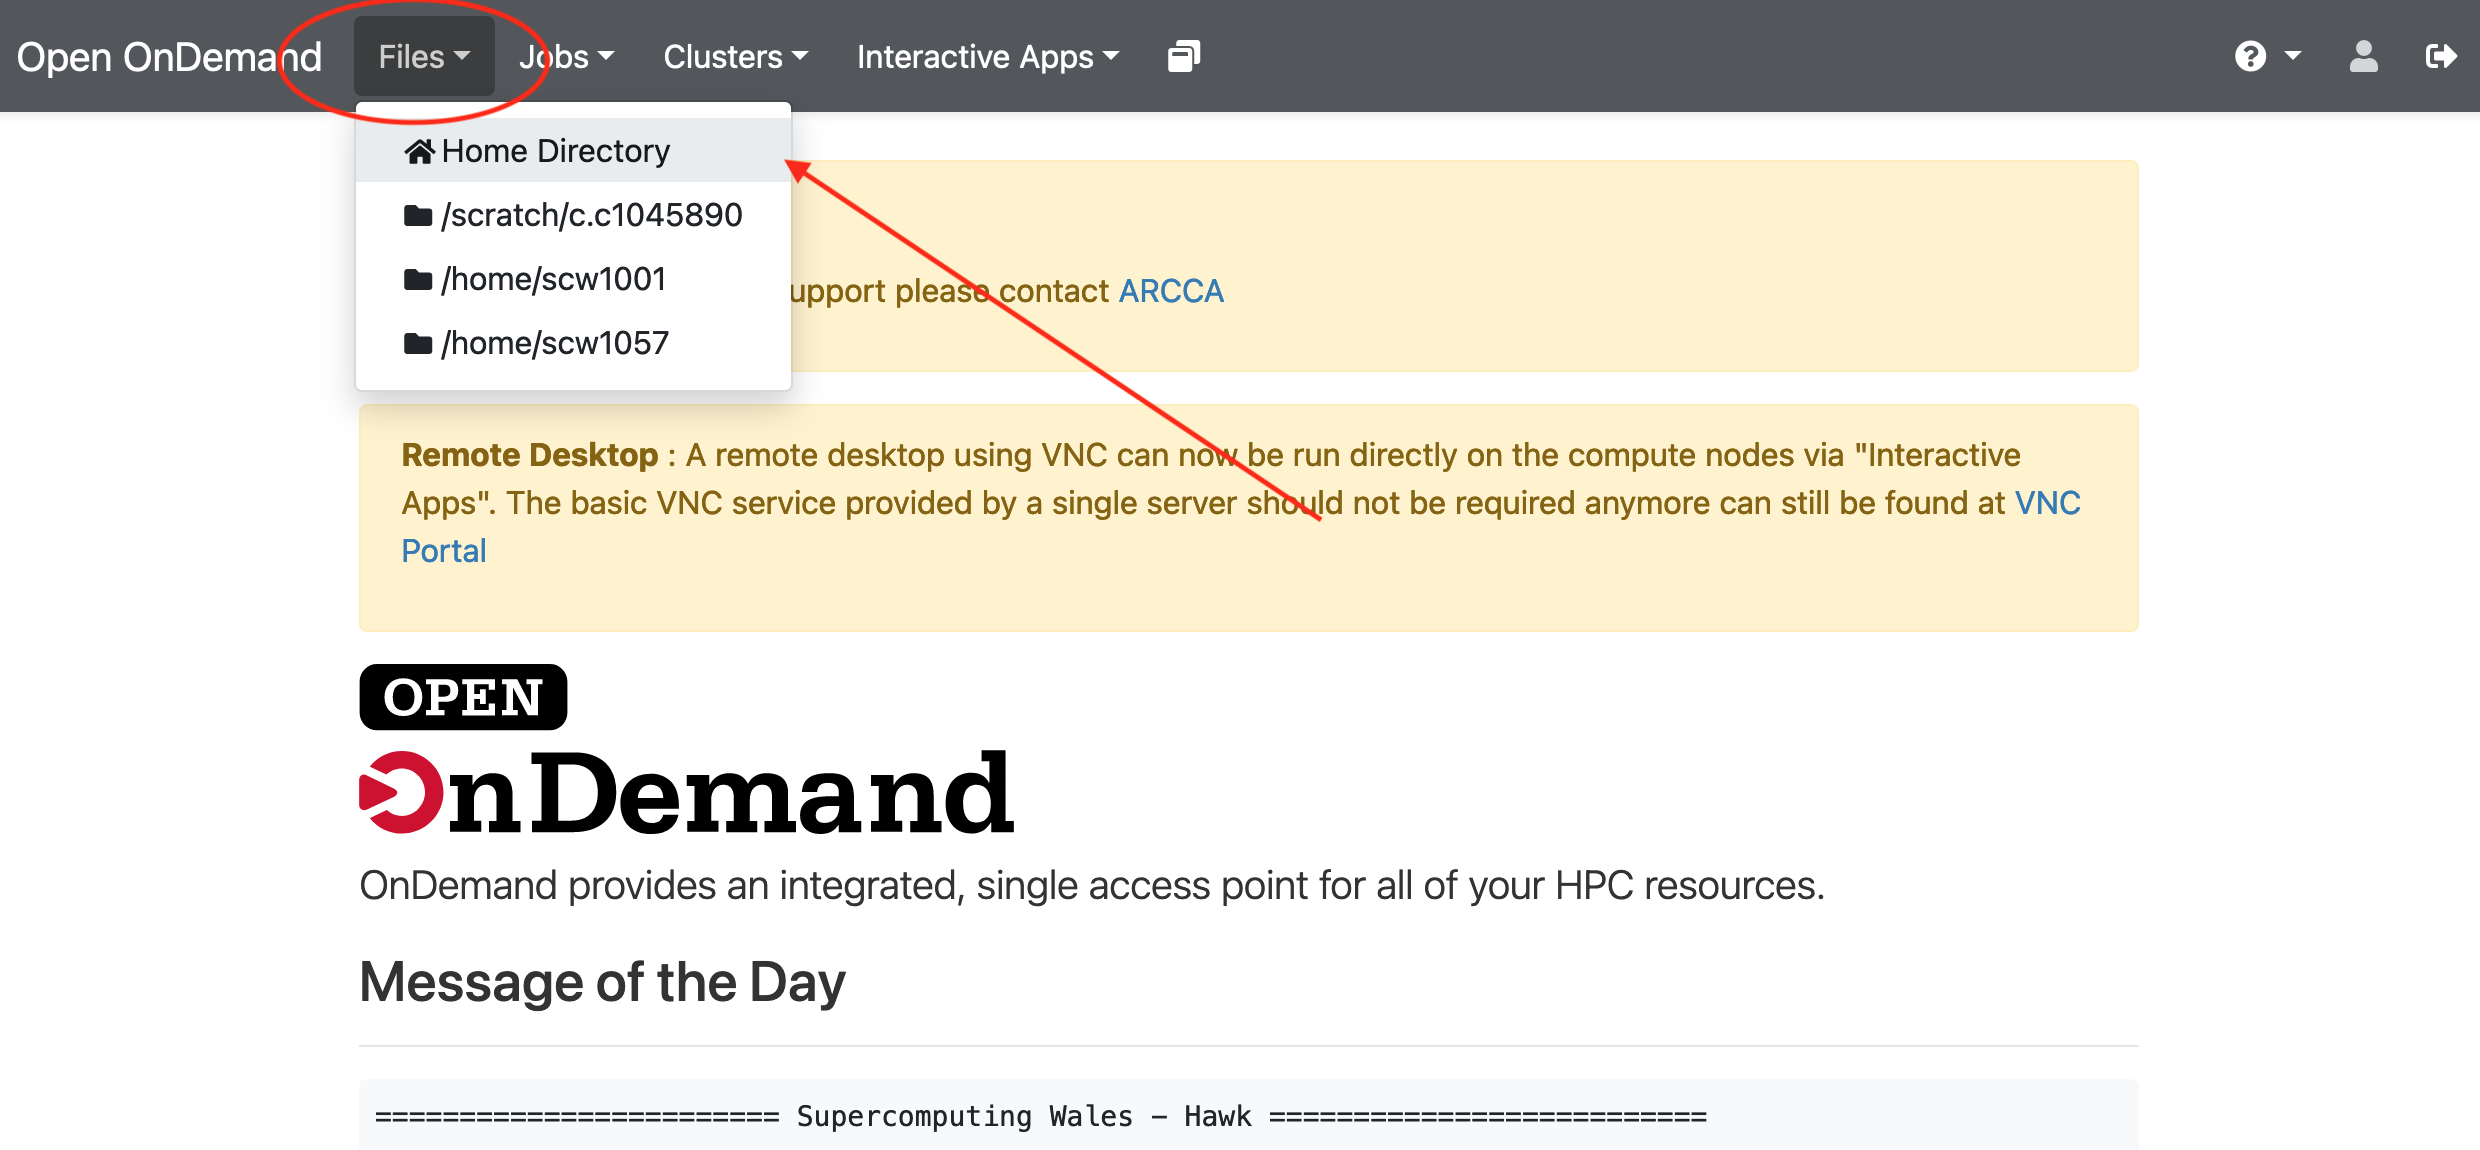 Open OnDemand Files Jobs Clusters Interactive Apps
Home Directory
/scratch/c.c1045890
/home/scw1001
/home/scw1057
upport please contact ARCCA
Remote Desktop : A remote desktop using VNC can now be run directly on the compute nodes via "Interactive
Apps". The basic VNC service provided by a single server should not be required anymore can still be found at VNC
Portal
OPEN
OnDemand
OnDemand provides an integrated, single access point for all of your HPC resources.
Message of the Day
======================== Supercomputing Wales - Hawk ==========================